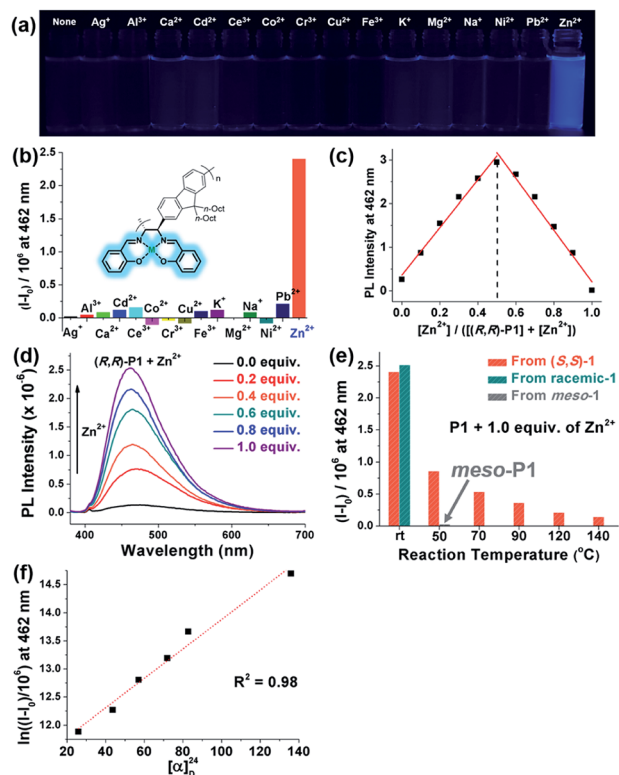 (a)
None Ag⁺ Al³⁺ Ca²⁺ Cd²⁺ Ce³⁺ Co²⁺ Cr³⁺ Cu²⁺ Fe³⁺ K⁺ Mg²⁺ Na⁺ Ni²⁺ Pb²⁺ Zn²⁺
(b)
(I-I₀) / 10⁶ at 462 nm
2.5
2.0
1.5
1.0
0.5
0.0
n
n-Oct
n-Oct
s
N N
M
O O
Al³⁺ Cd²⁺ Co²⁺ Cu²⁺ K⁺ Na⁺ Pb²⁺
Ag⁺ Ca²⁺ Ce³⁺ Cr³⁺ Fe³⁺ Mg²⁺ Ni²⁺ Zn²⁺
(c)
PL Intensity at 462 nm
3
2
1
0
0.0 0.2 0.4 0.6 0.8 1.0
[Zn²⁺] / ([(R,R)-P1] + [Zn²⁺])
(d)
PL Intensity (x 10⁻⁶)
2.5
2.0
1.5
1.0
0.5
0.0
(R,R)-P1 + Zn²⁺
Zn²⁺
0.0 equiv.
0.2 equiv.
0.4 equiv.
0.6 equiv.
0.8 equiv.
1.0 equiv.
400 500 600 700
Wavelength (nm)
(e)
(I-I₀) / 10⁶ at 462 nm
2.5
2.0
1.5
1.0
0.5
0.0
From (S,S)-1
From racemic-1
From meso-1
P1 + 1.0 equiv. of Zn²⁺
meso-P1
rt 50 70 90 120 140
Reaction Temperature (°C)
(f)
ln((I-I₀)/10⁶) at 462 nm
14.5
14.0
13.5
13.0
12.5
12.0
R² = 0.98
20 40 60 80 100 120 140
[α]²⁴D